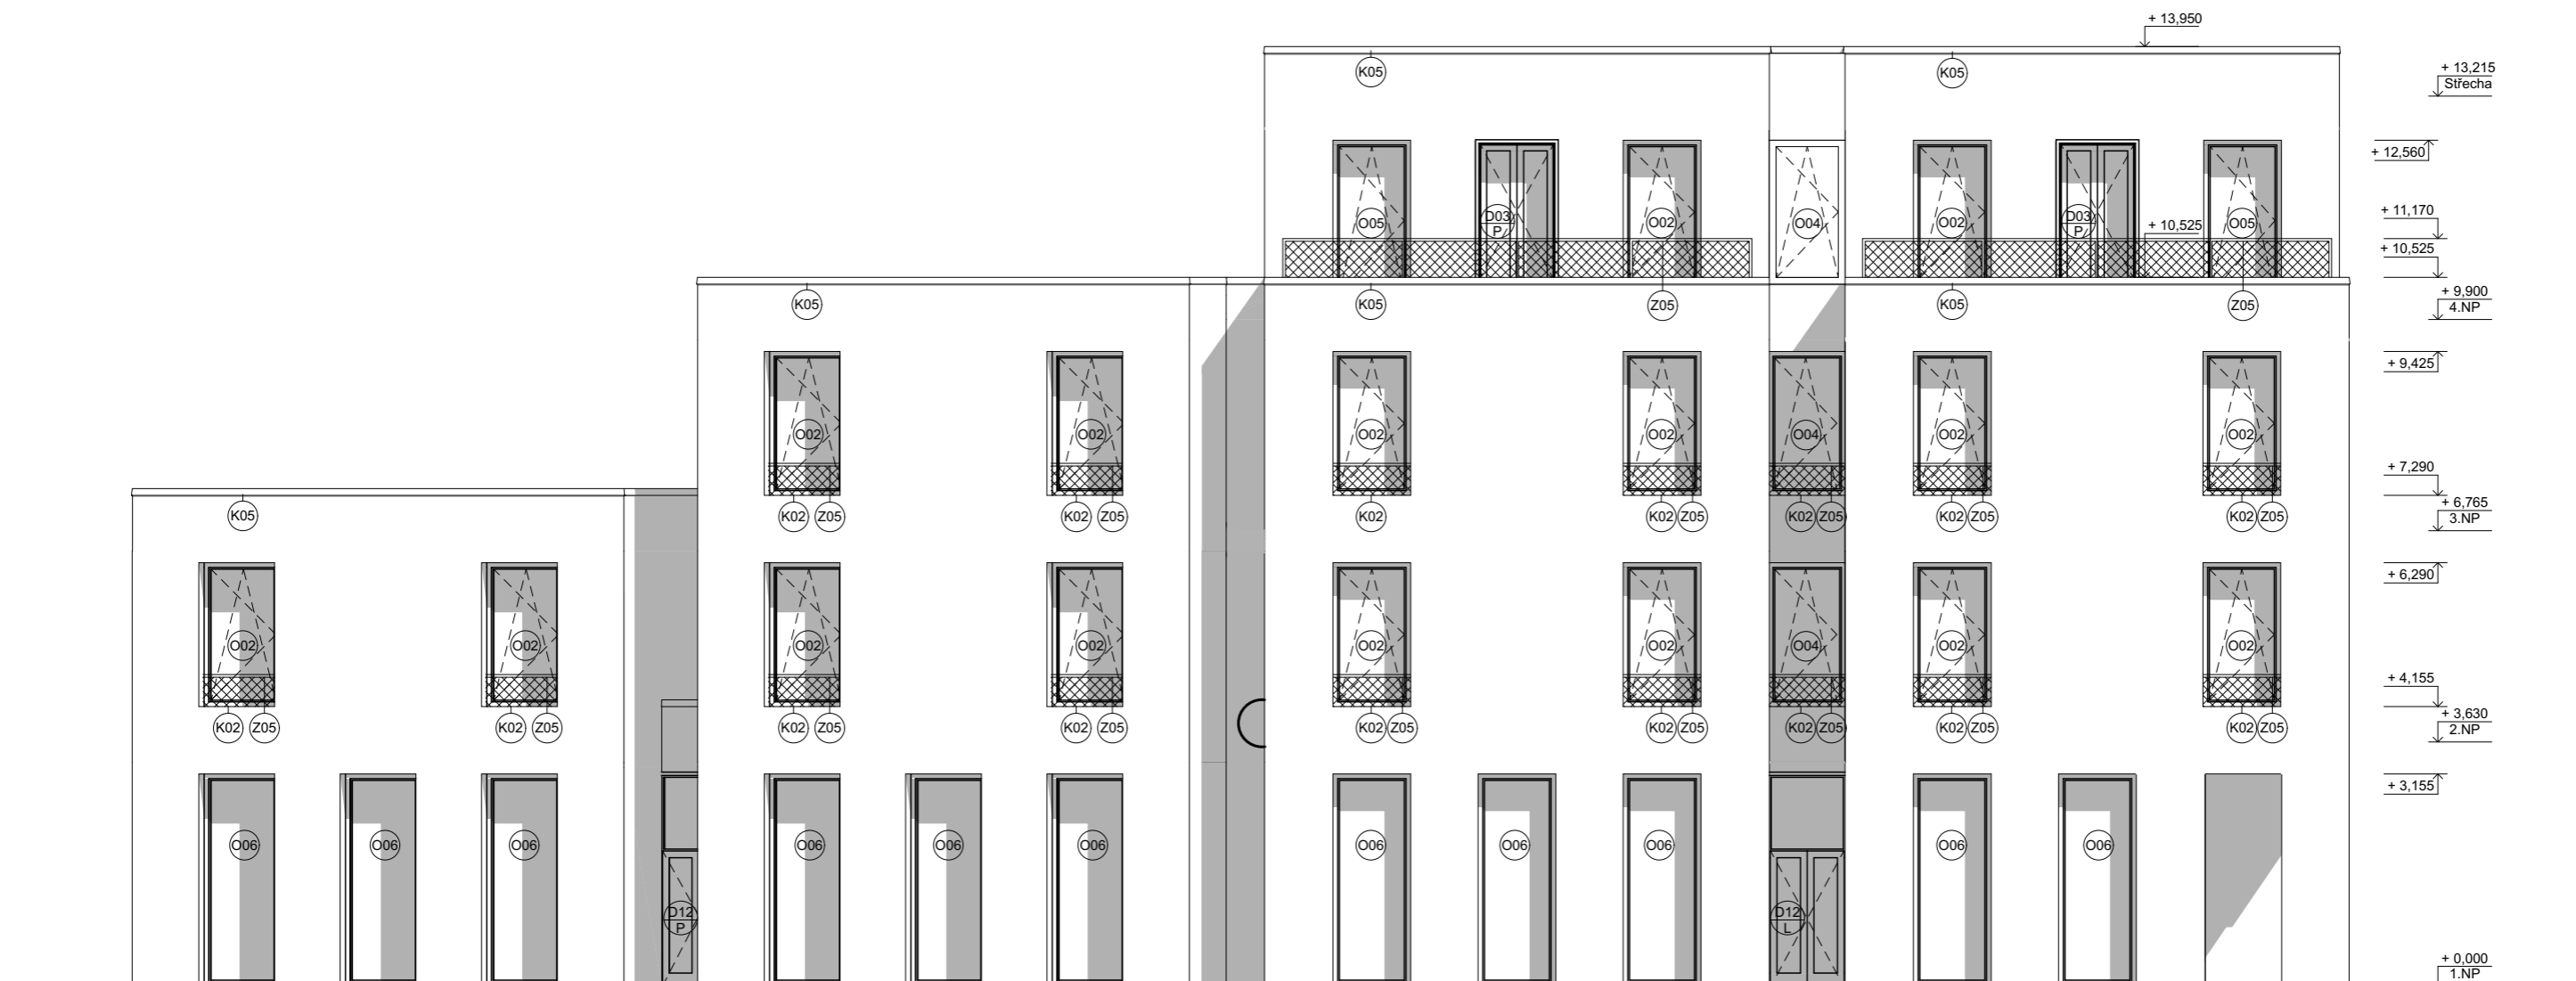 + 13,950
K05 K05
+ 13,215
Střecha
+ 12,560
O05 D03 O02 O04 O02 D03 O05
P P
+ 11,170
+ 10,525
+ 10,525
K05 K05 Z05 K05 Z05
+ 9,900
4.NP
+ 9,425
O02 O02 O02 O02 O04 O02 O02
+ 7,290
K05 K02 Z05 K02 Z05 K02 K02 Z05 K02 Z05 K02 Z05 K02 Z05
+ 6,765
3.NP
+ 6,290
O02 O02 O02 O02 O02 O02 O04 O02 O02
+ 4,155
K02 Z05 K02 Z05 K02 Z05 K02 Z05 K02 Z05 K02 Z05 K02 Z05 K02 Z05 K02 Z05
+ 3,630
2.NP
+ 3,155
O06 O06 O06 O06 O06 O06 O06 O06 O06 O06 O06
D12 D12
P L
+ 0,000
1.NP